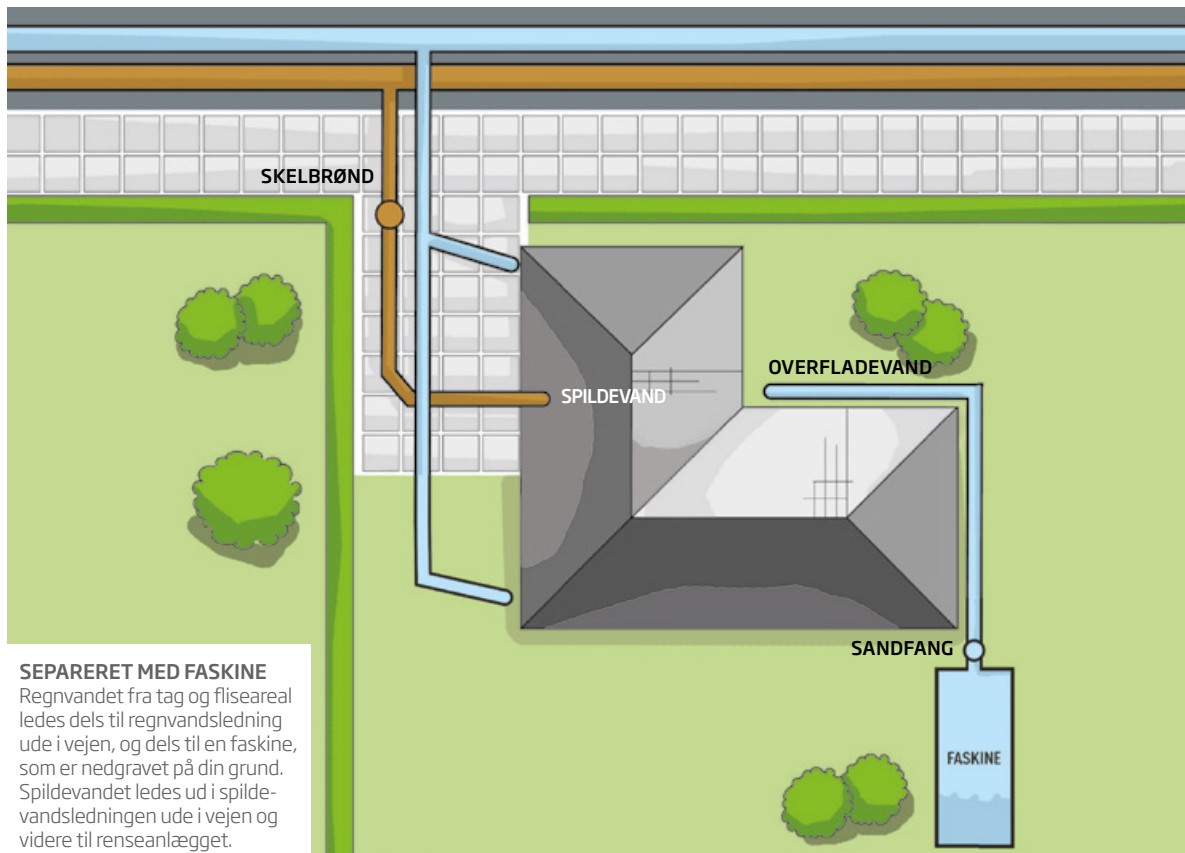 SKELBRØND
OVERFLADEVAND
SPILDEVAND
SANDFANG
FASKINE
SEPARERET MED FASKINE
Regnvandet fra tag og fliseareal
ledes dels til regnvandsledning
ude i vejen, og dels til en faskine,
som er nedgravet på din grund.
Spildevandet ledes ud i spilde-
vandsledningen ude i vejen og
videre til renseanlægget.